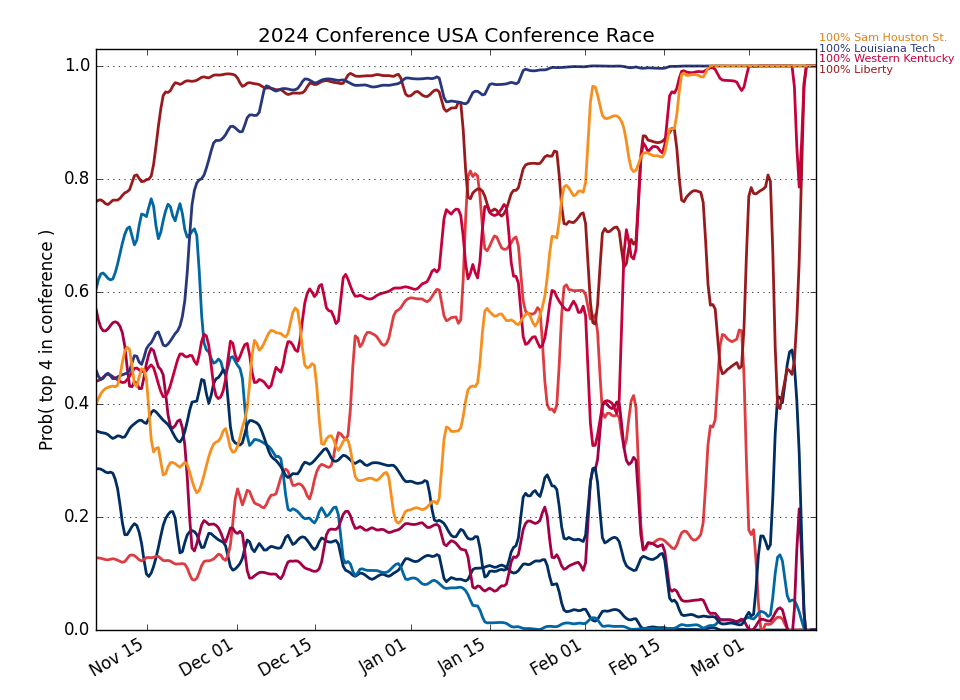 2024 Conference USA Conference Race
100% Sam Houston St.
100% Louisiana Tech
100% Western Kentucky
100% Liberty
Prob( top 4 in conference )
1.0
0.8
0.6
0.4
0.2
0.0
Nov 15
Dec 01
Dec 15
Jan 01
Jan 15
Feb 01
Feb 15
Mar 01